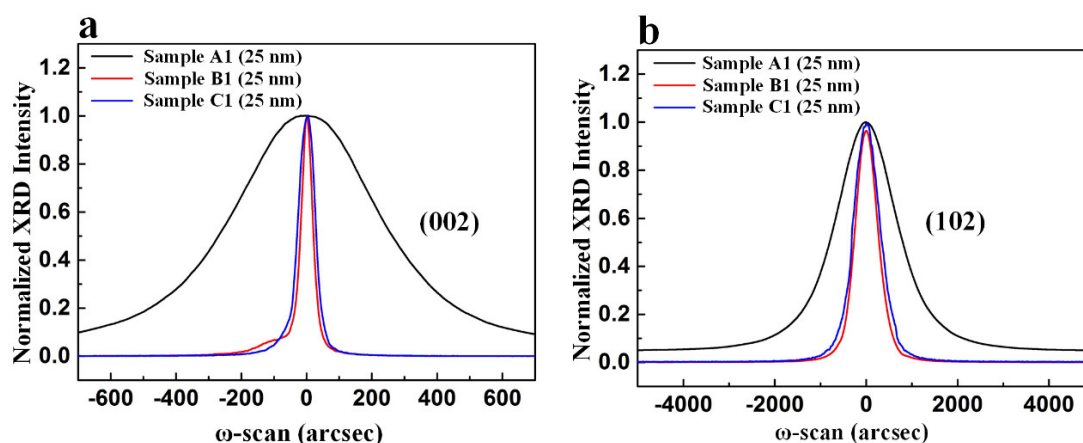 a
Sample A1 (25 nm)
Sample B1 (25 nm)
Sample C1 (25 nm)
1.2
1.0
0.8
0.6
0.4
0.2
0.0
Normalized XRD Intensity
(002)
-600 -400 -200 0 200 400 600
ω-scan (arcsec)
b
Sample A1 (25 nm)
Sample B1 (25 nm)
Sample C1 (25 nm)
1.2
1.0
0.8
0.6
0.4
0.2
0.0
Normalized XRD Intensity
(102)
-4000 -2000 0 2000 4000
ω-scan (arcsec)